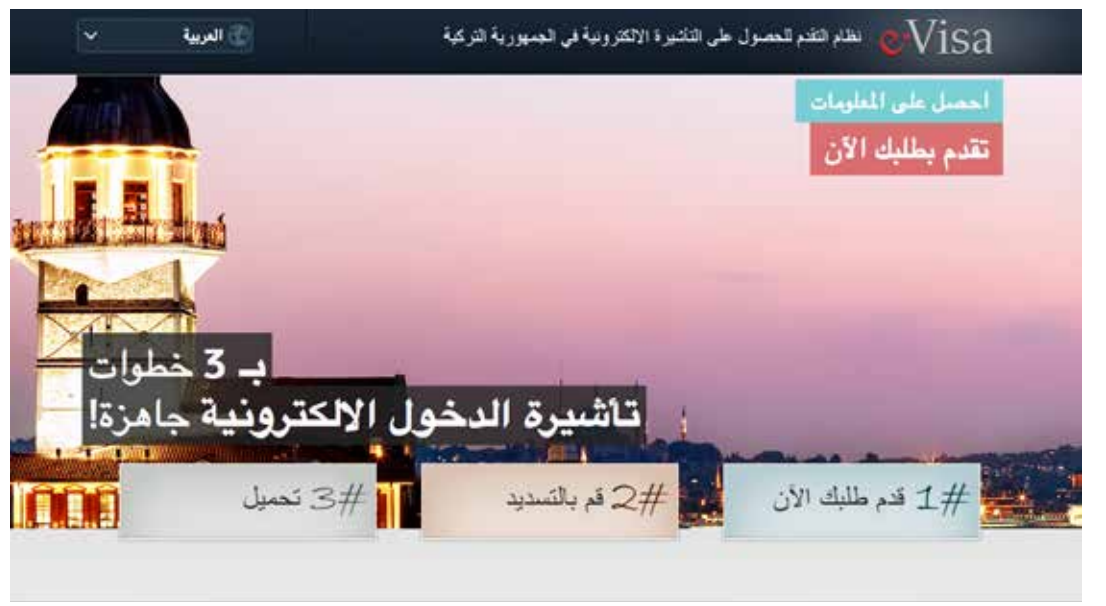 e-Visa نظام التقدم للحصول على التأشيرة الالكترونية في الجمهورية التركية
العربية
احصل على المعلومات
تقدم بطلبك الآن
بـ 3 خطوات
تأشيرة الدخول الالكترونية جاهزة!
#1 قدم طلبك الآن
#2 قم بالتسديد
#3 تحميل